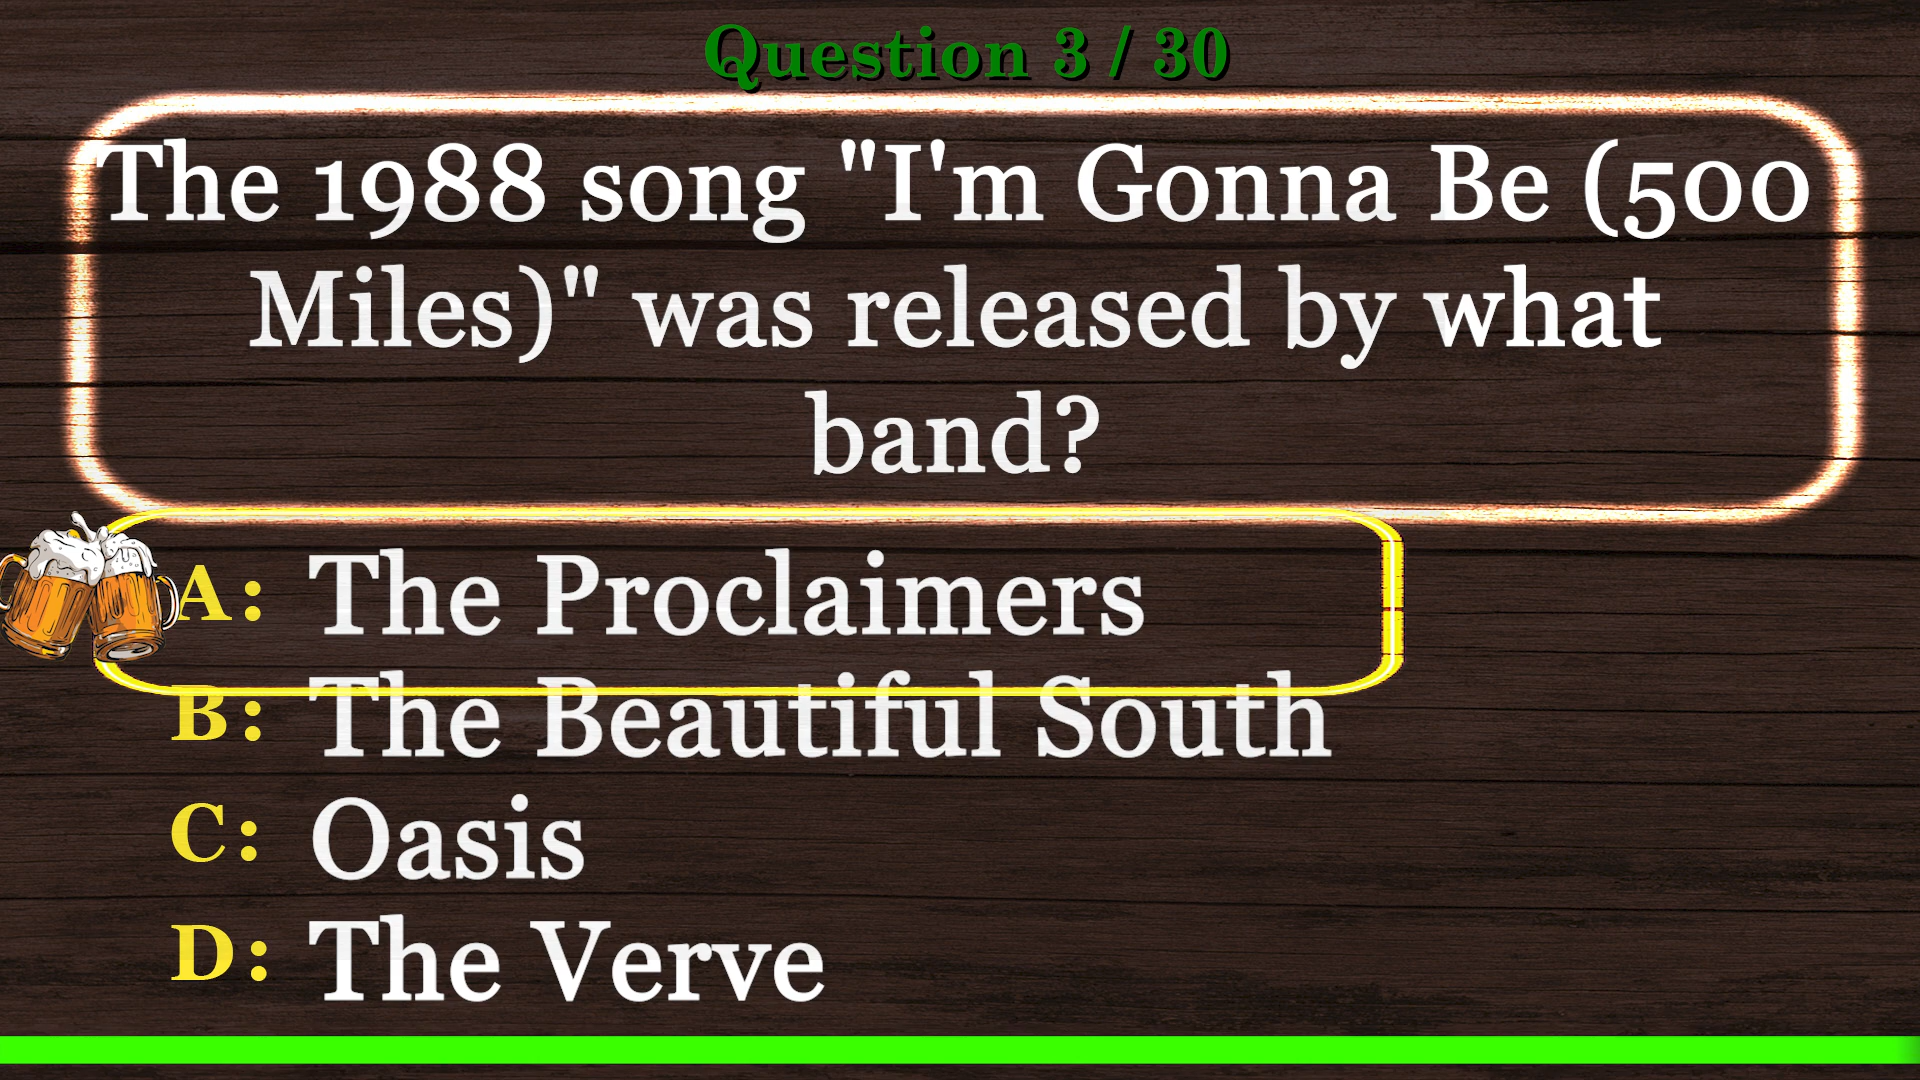 Question 3 / 30
The 1988 song "I'm Gonna Be (500
Miles)" was released by what
band?
A: The Proclaimers
B: The Beautiful South
C: Oasis
D: The Verve